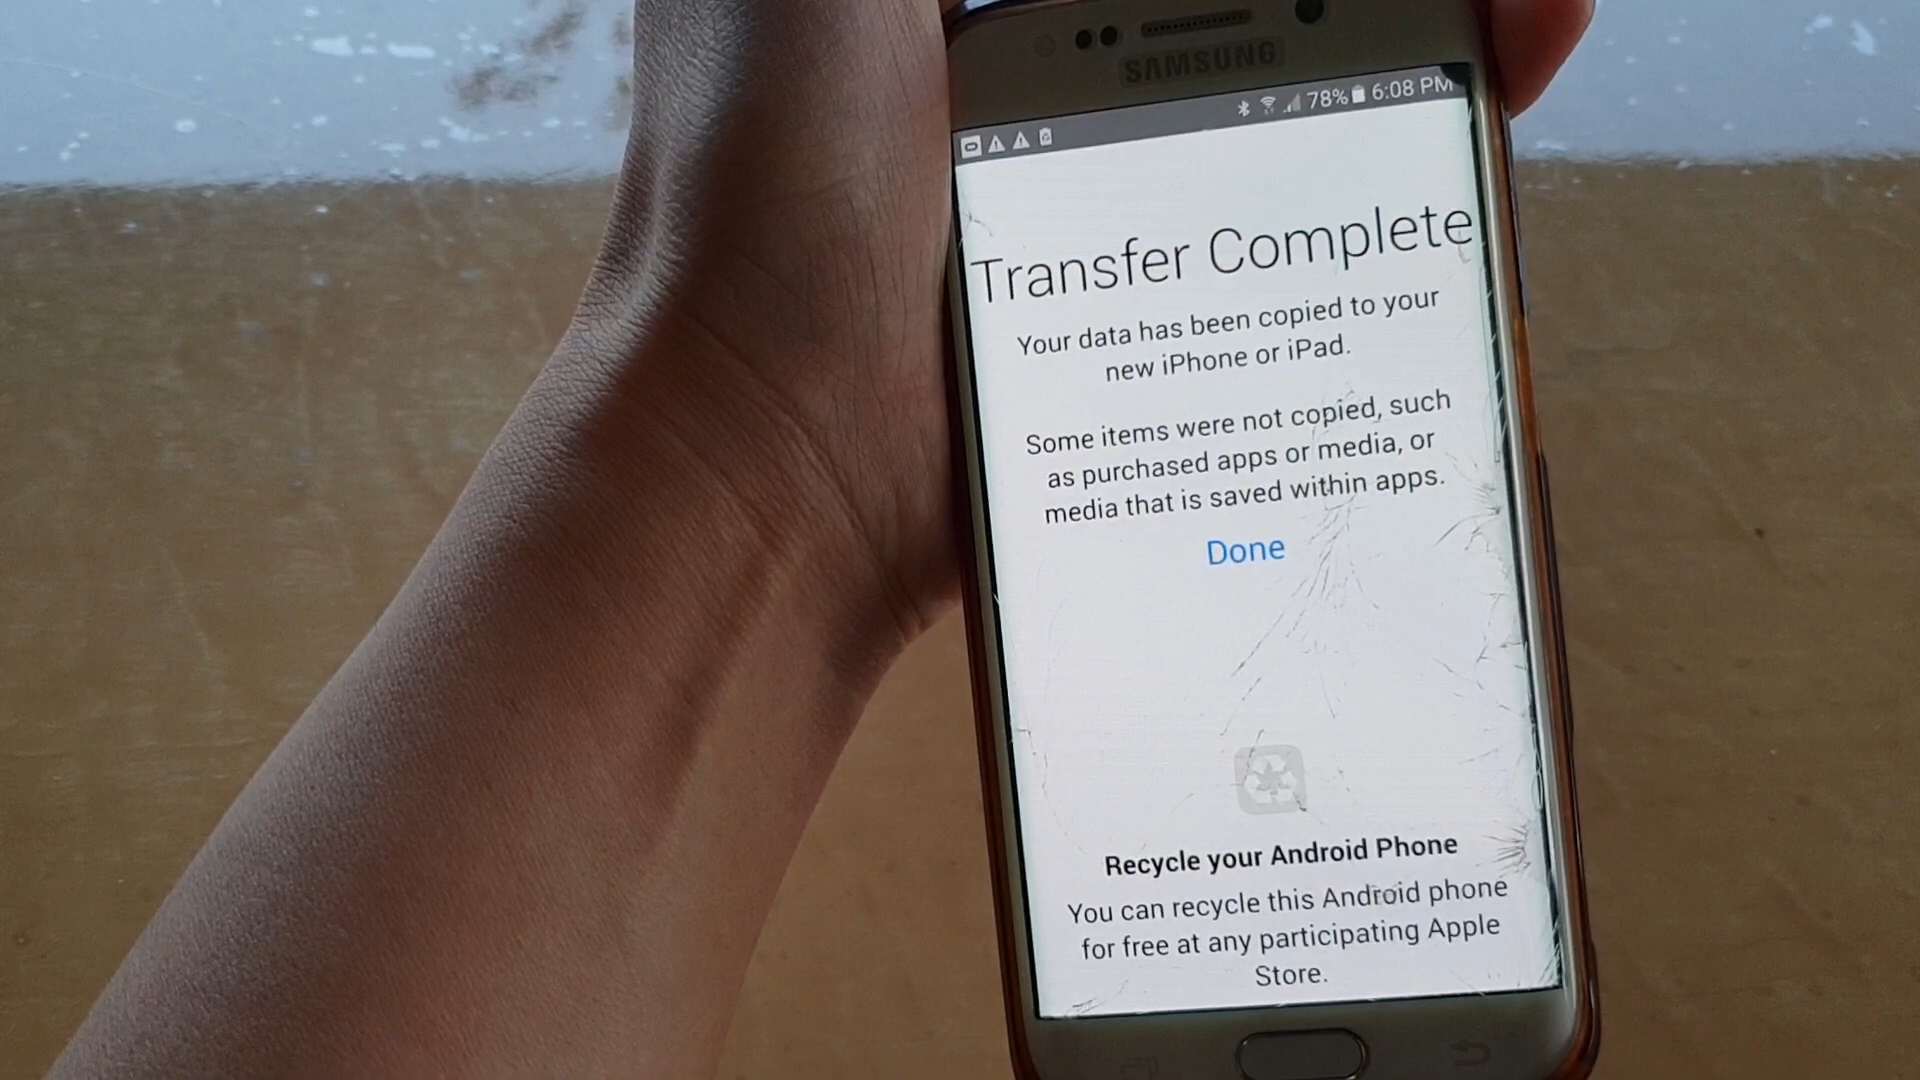 SAMSUNG
78% 6:08 PM
Transfer Complete
Your data has been copied to your
new iPhone or iPad.
Some items were not copied, such
as purchased apps or media, or
media that is saved within apps.
Done
Recycle your Android Phone
You can recycle this Android phone
for free at any participating Apple
Store.